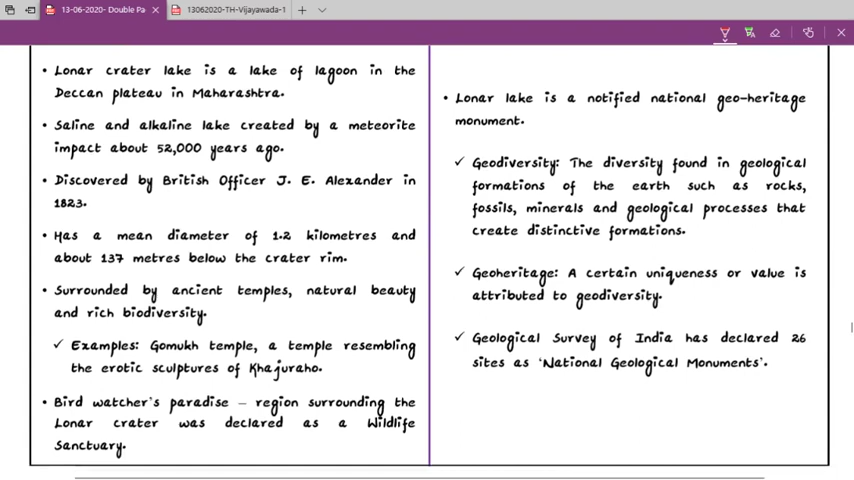 13-06-2020- Double Pa
13062020-TH-Vijayawada-1
• Lonar crater lake is a lake of lagoon in the
Deccan plateau in Maharashtra.
• Saline and alkaline lake created by a meteorite
impact about 52,000 years ago.
• Discovered by British Officer J. E. Alexander in
1823.
• Has a mean diameter of 1.2 kilometres and
about 137 metres below the crater rim.
• Surrounded by ancient temples, natural beauty
and rich biodiversity.
✓ Examples: Gomukh temple, a temple resembling
the erotic sculptures of Khajuraho.
• Bird watcher's paradise – region surrounding the
Lonar crater was declared as a Wildlife
Sanctuary.
• Lonar lake is a notified national geo-heritage
monument.
✓ Geodiversity: The diversity found in geological
formations of the earth such as rocks,
fossils, minerals and geological processes that
create distinctive formations.
✓ Geoheritage: A certain uniqueness or value is
attributed to geodiversity.
✓ Geological Survey of India has declared 26
sites as 'National Geological Monuments'.